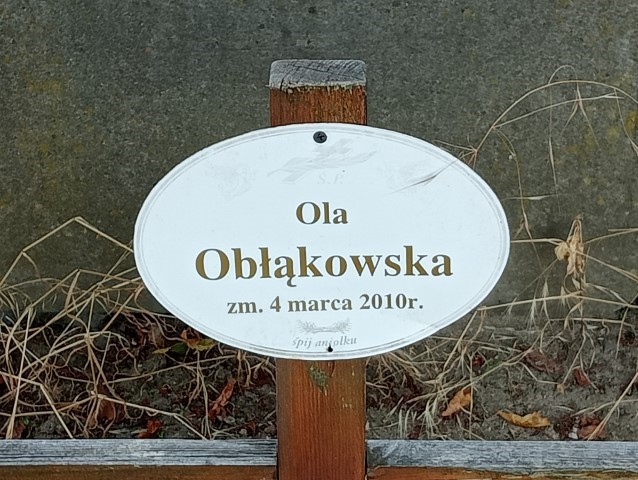 Ś.P.
Ola
Obłąkowska
zm. 4 marca 2010r.
śpij aniołku